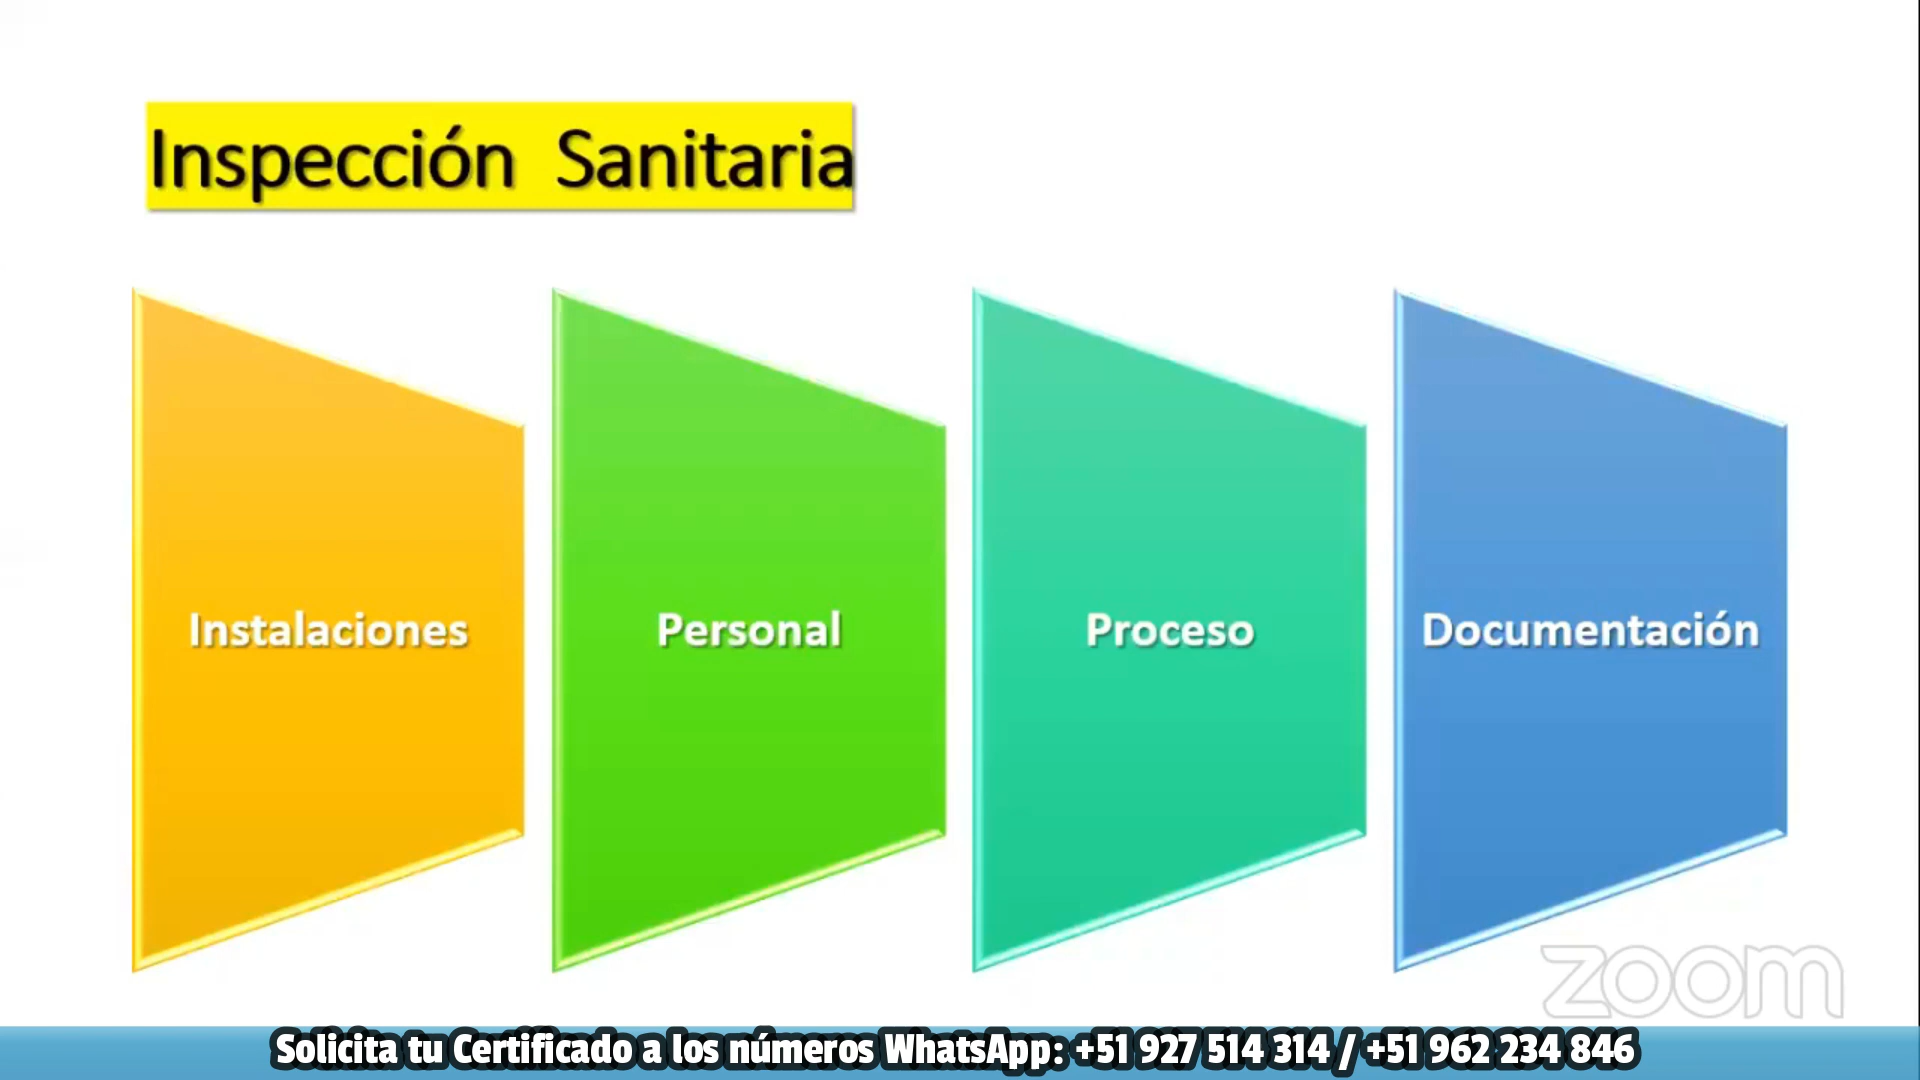 Inspección Sanitaria
Instalaciones
Personal
Proceso
Documentación
zoom
Solicita tu Certificado a los números WhatsApp: +51 927 514 314 / +51 962 234 846